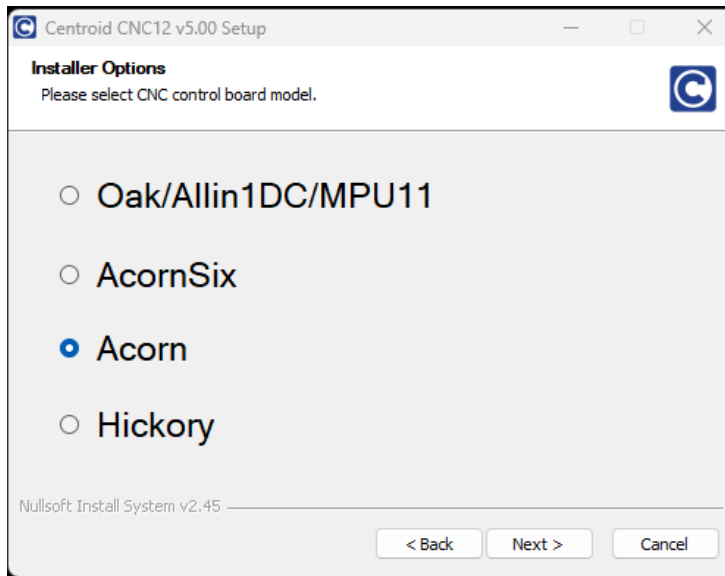 Centroid CNC12 v5.00 Setup
Installer Options
Please select CNC control board model.
Oak/Allin1DC/MPU11
AcornSix
Acorn
Hickory
Nullsoft Install System v2.45
< Back Next > Cancel